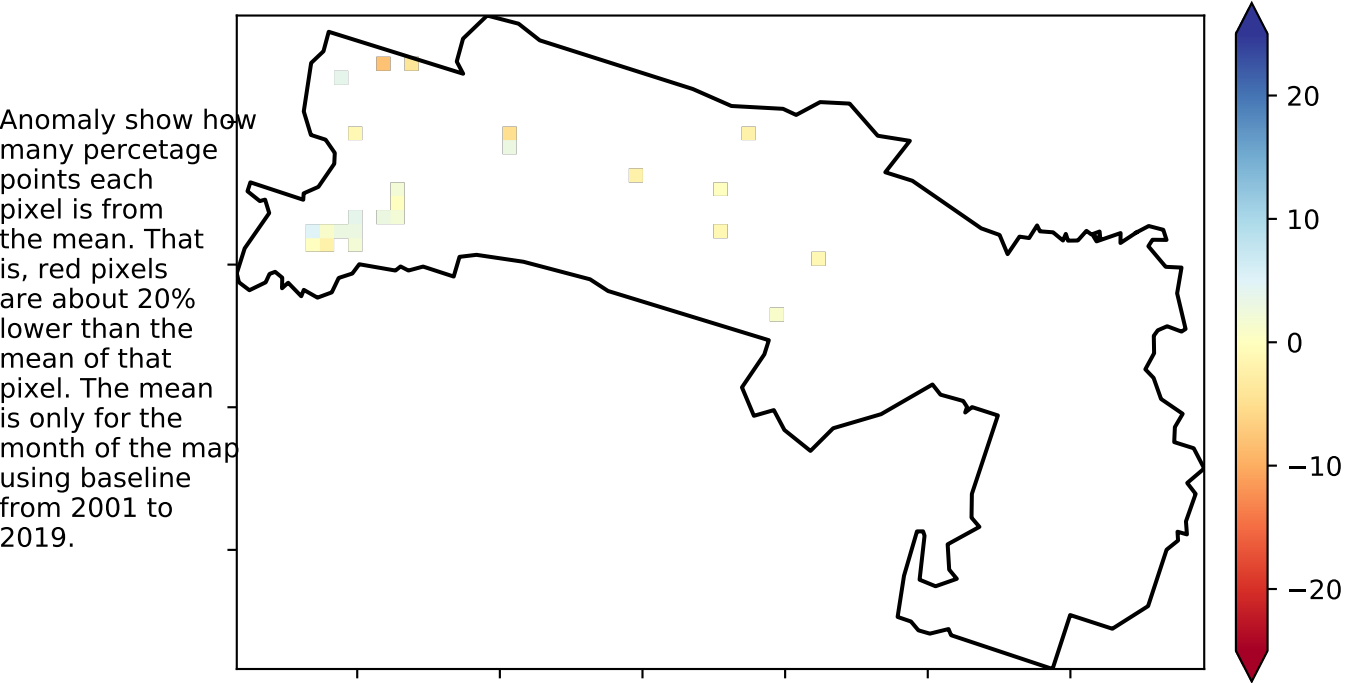 Anomaly show how
many percetage
points each
pixel is from
the mean. That
is, red pixels
are about 20%
lower than the
mean of that
pixel. The mean
is only for the
month of the map
using baseline
from 2001 to
2019.
20
10
0
−10
−20